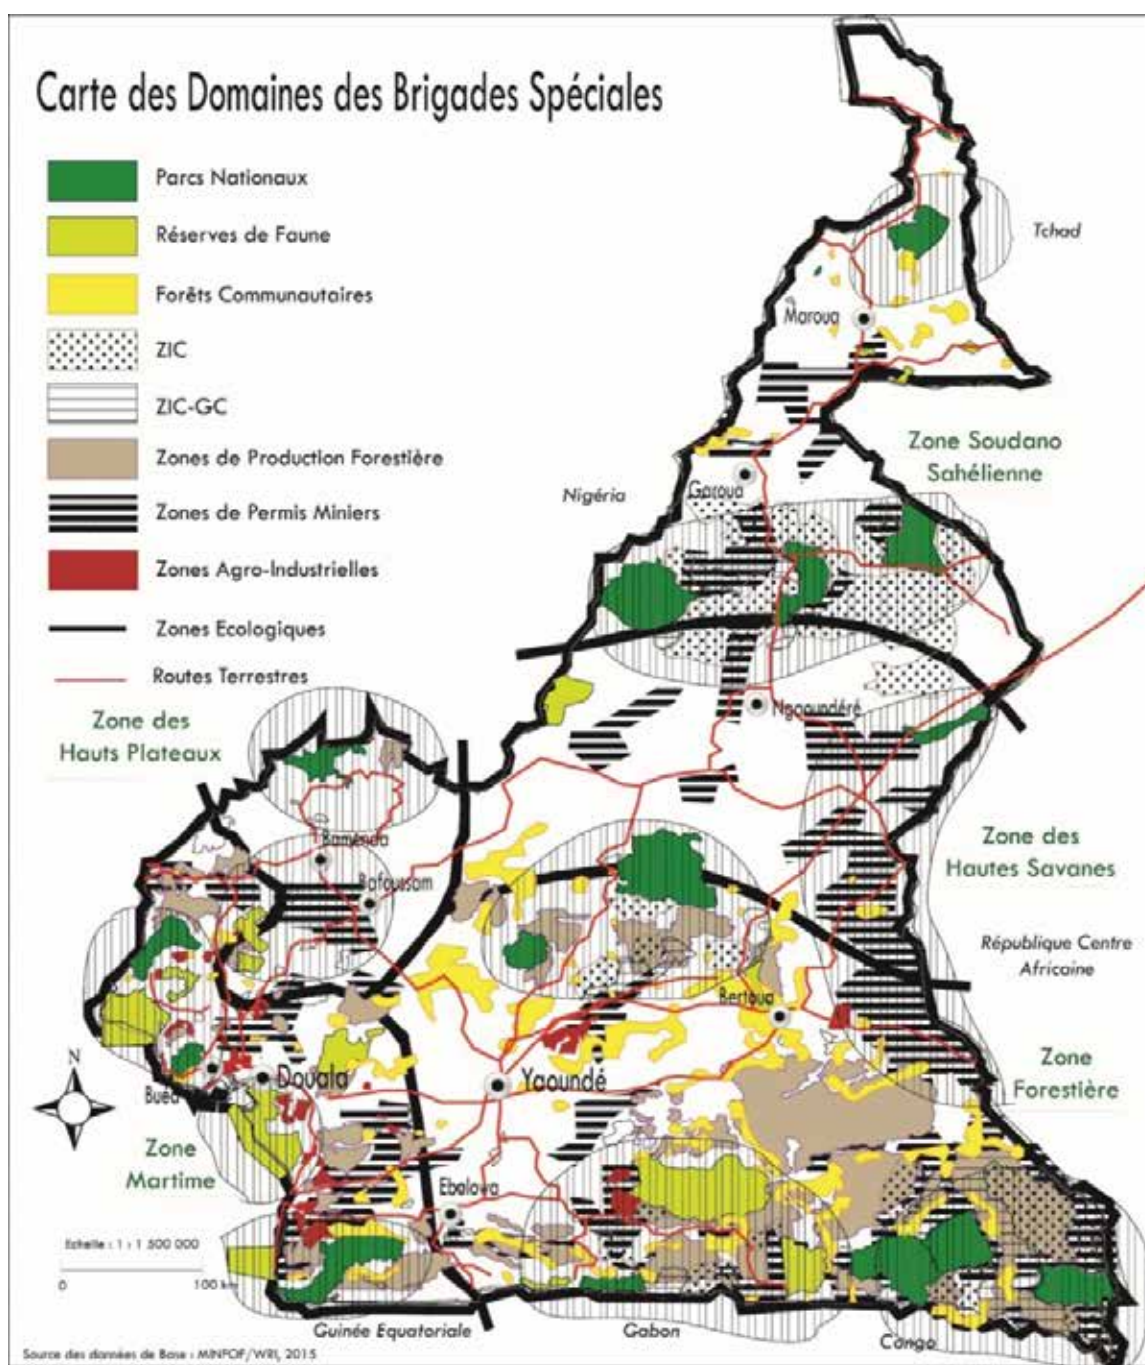 Carte des Domaines des Brigades Spéciales
Parcs Nationaux
Réserves de Faune
Forêts Communautaires
ZIC
ZIC-GC
Zones de Production Forestière
Zones de Permis Miniers
Zones Agro-Industrielles
Zones Ecologiques
Routes Terrestres
Tchad
Maroua
Zone Soudano
Sahélienne
Nigéria
Garoua
Ngaoundéré
Zone des
Hauts Plateaux
Bamenda
Bafoussam
Zone des
Hautes Savanes
République Centre
Africaine
Bertoua
Zone
Forestière
N
Buea
Douala
Yaoundé
Zone
Martime
Ebolowa
Echelle : 1 : 1 500 000
0 100 km
Guinée Equatoriale
Gabon
Congo
Source des données de Base : MINFOF/WRI, 2015